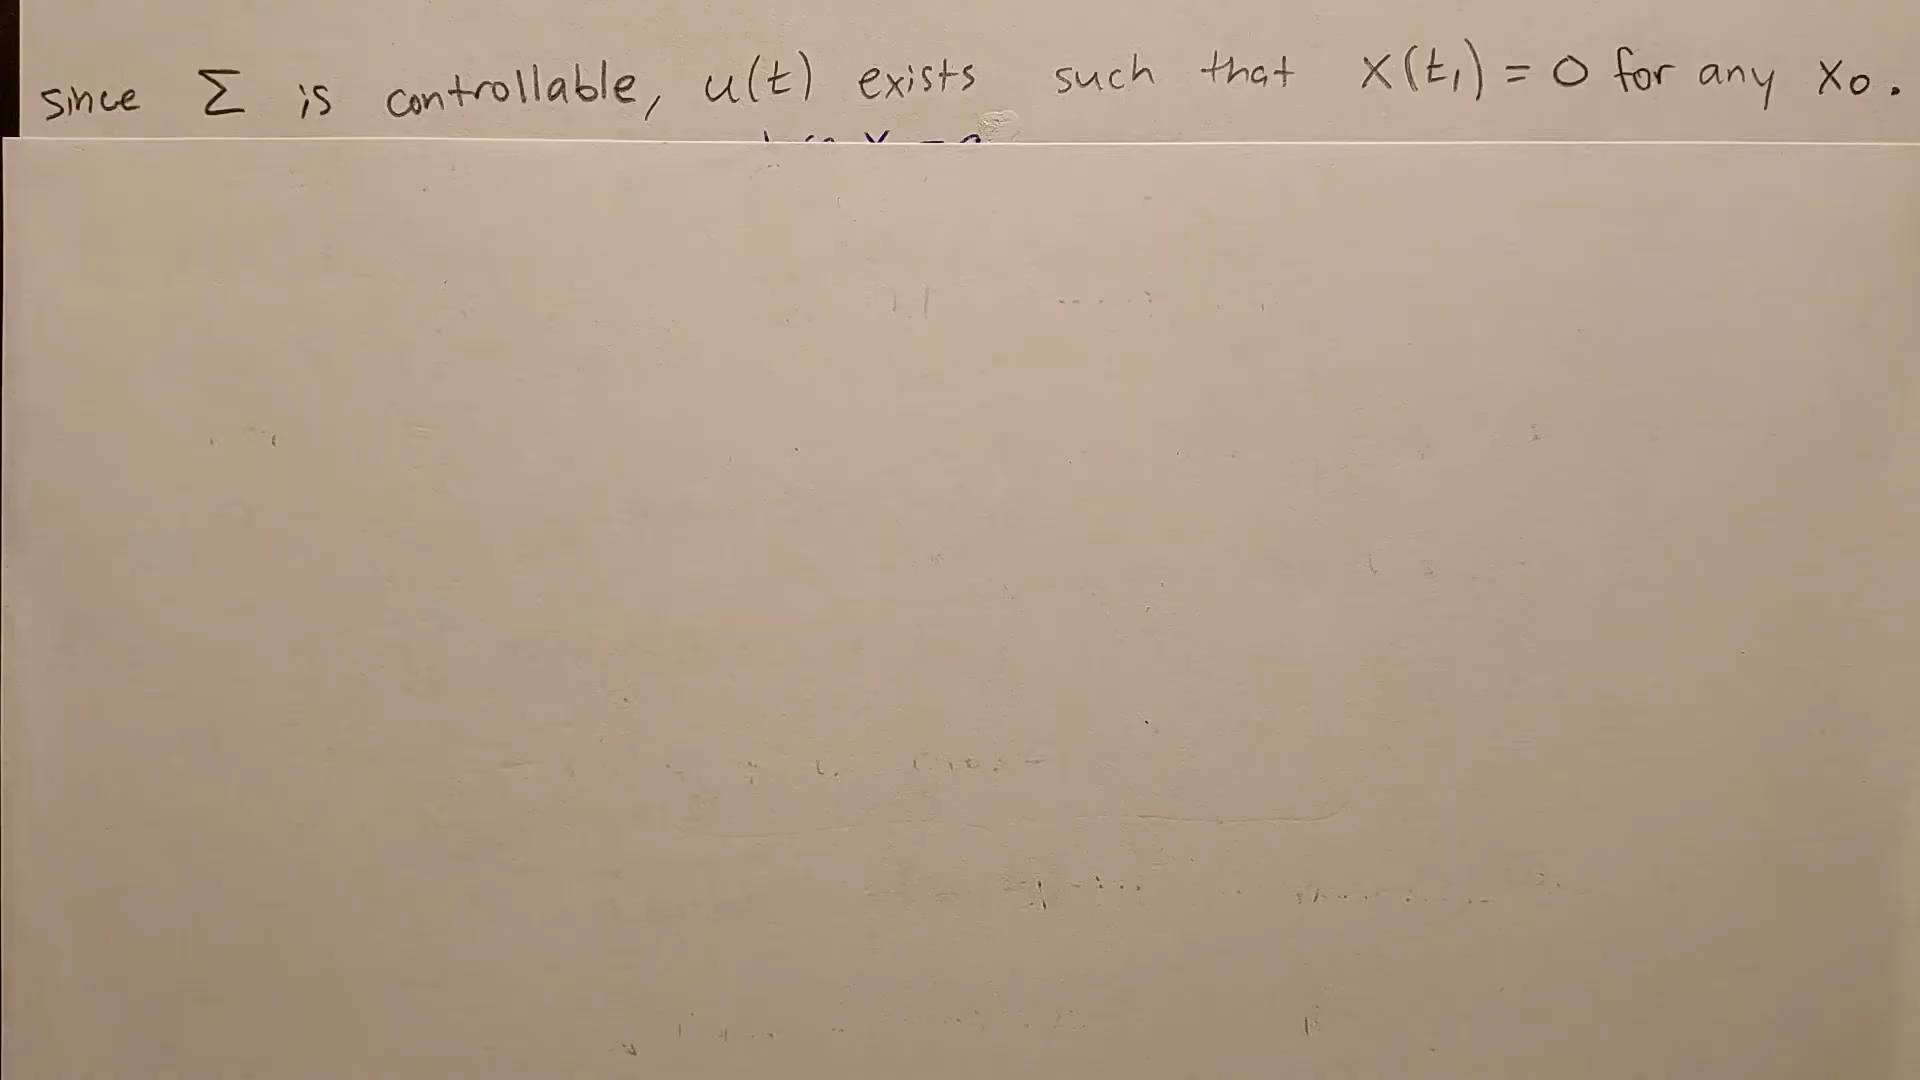 since Σ is controllable, u(t) exists such that x(t₁) = 0 for any x₀.